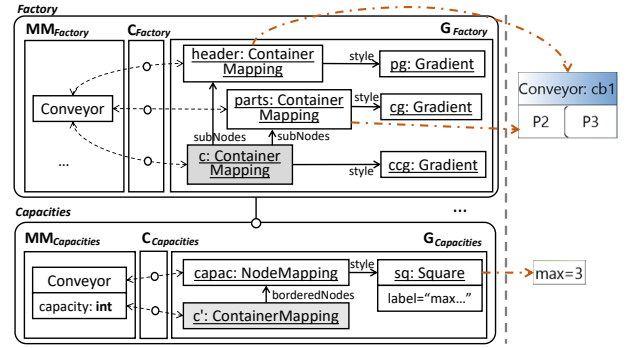 Factory
MMFactory
CFactory
GFactory
header: Container
Mapping
style
pg: Gradient
Conveyor
parts: Container
Mapping
style
cg: Gradient
subNodes
subNodes
...
c: Container
Mapping
style
ccg: Gradient
Conveyor: cb1
P2
P3
Capacities
...
MMCapacities
CCapacities
GCapacities
Conveyor
capacity: int
capac: NodeMapping
style
sq: Square
label="max..."
borderedNodes
c': ContainerMapping
max=3